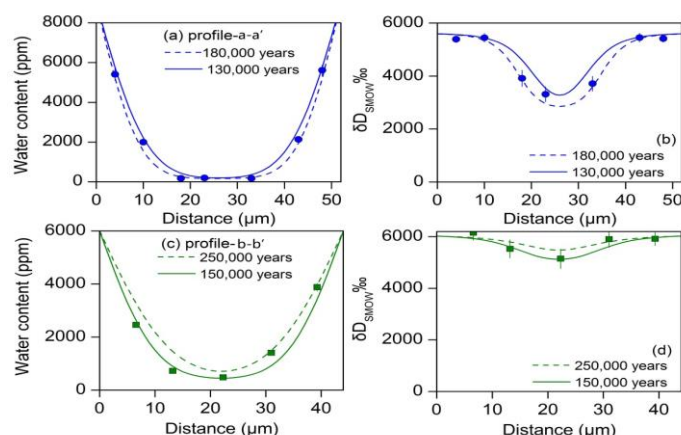 Water content (ppm)
8000
6000
4000
2000
0
(a) profile-a-a'
180,000 years
130,000 years
0 10 20 30 40 50
Distance (µm)
δD SMOW ‰
6000
4000
2000
0
(b)
180,000 years
130,000 years
0 10 20 30 40 50
Distance (µm)
Water content (ppm)
6000
4000
2000
0
(c) profile-b-b'
250,000 years
150,000 years
0 10 20 30 40
Distance (µm)
δD SMOW ‰
6000
4000
2000
0
(d)
250,000 years
150,000 years
0 10 20 30 40
Distance (µm)